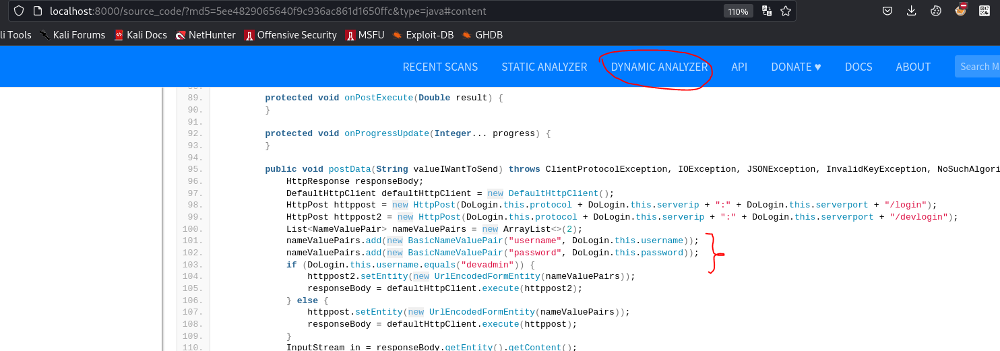 localhost:8000/source_code/?md5=5ee4829065640f9c936ac861d1650ffc&type=java#content 110%
li Tools Kali Forums Kali Docs NetHunter Offensive Security MSFU Exploit-DB GHDB
RECENT SCANS STATIC ANALYZER DYNAMIC ANALYZER API DONATE ♥ DOCS ABOUT Search M
88.
89. protected void onPostExecute(Double result) {
90. }
91.
92. protected void onProgressUpdate(Integer... progress) {
93. }
94.
95. public void postData(String valueIWantToSend) throws ClientProtocolException, IOException, JSONException, InvalidKeyException, NoSuchAlgori
96. HttpResponse responseBody;
97. DefaultHttpClient defaultHttpClient = new DefaultHttpClient();
98. HttpPost httppost = new HttpPost(DoLogin.this.protocol + DoLogin.this.serverip + ":" + DoLogin.this.serverport + "/login");
99. HttpPost httppost2 = new HttpPost(DoLogin.this.protocol + DoLogin.this.serverip + ":" + DoLogin.this.serverport + "/devlogin");
100. List<NameValuePair> nameValuePairs = new ArrayList<>(2);
101. nameValuePairs.add(new BasicNameValuePair("username", DoLogin.this.username));
102. nameValuePairs.add(new BasicNameValuePair("password", DoLogin.this.password));
103. if (DoLogin.this.username.equals("devadmin")) {
104. httppost2.setEntity(new UrlEncodedFormEntity(nameValuePairs));
105. responseBody = defaultHttpClient.execute(httppost2);
106. } else {
107. httppost.setEntity(new UrlEncodedFormEntity(nameValuePairs));
108. responseBody = defaultHttpClient.execute(httppost);
109. }
110. InputStream in = responseBody.getEntity().getContent();